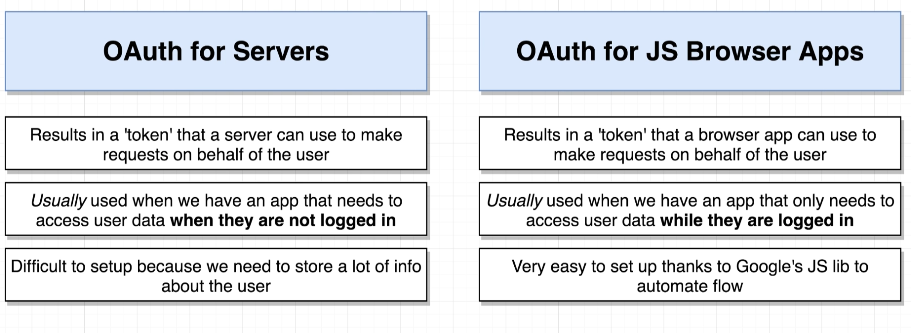 OAuth for Servers
Results in a 'token' that a server can use to make
requests on behalf of the user
Usually used when we have an app that needs to
access user data when they are not logged in
Difficult to setup because we need to store a lot of info
about the user
OAuth for JS Browser Apps
Results in a 'token' that a browser app can use to
make requests on behalf of the user
Usually used when we have an app that only needs to
access user data while they are logged in
Very easy to set up thanks to Google's JS lib to
automate flow